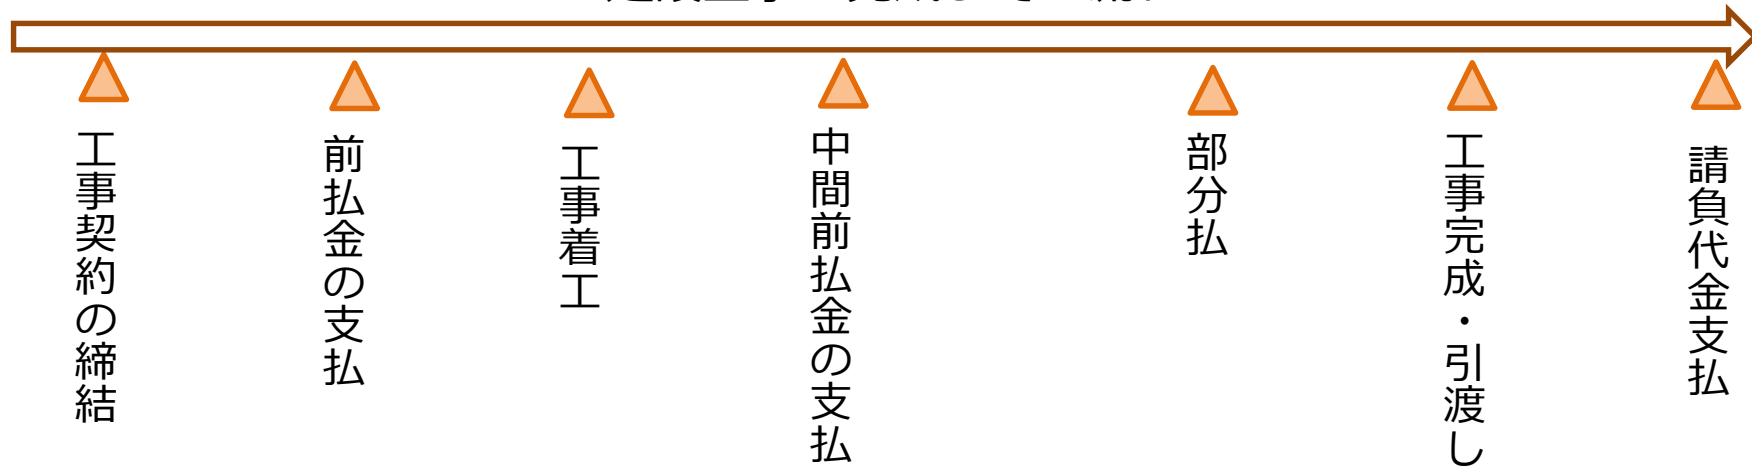 工事契約の締結
前払金の支払
工事着工
中間前払金の支払
部分払
工事完成・引渡し
請負代金支払